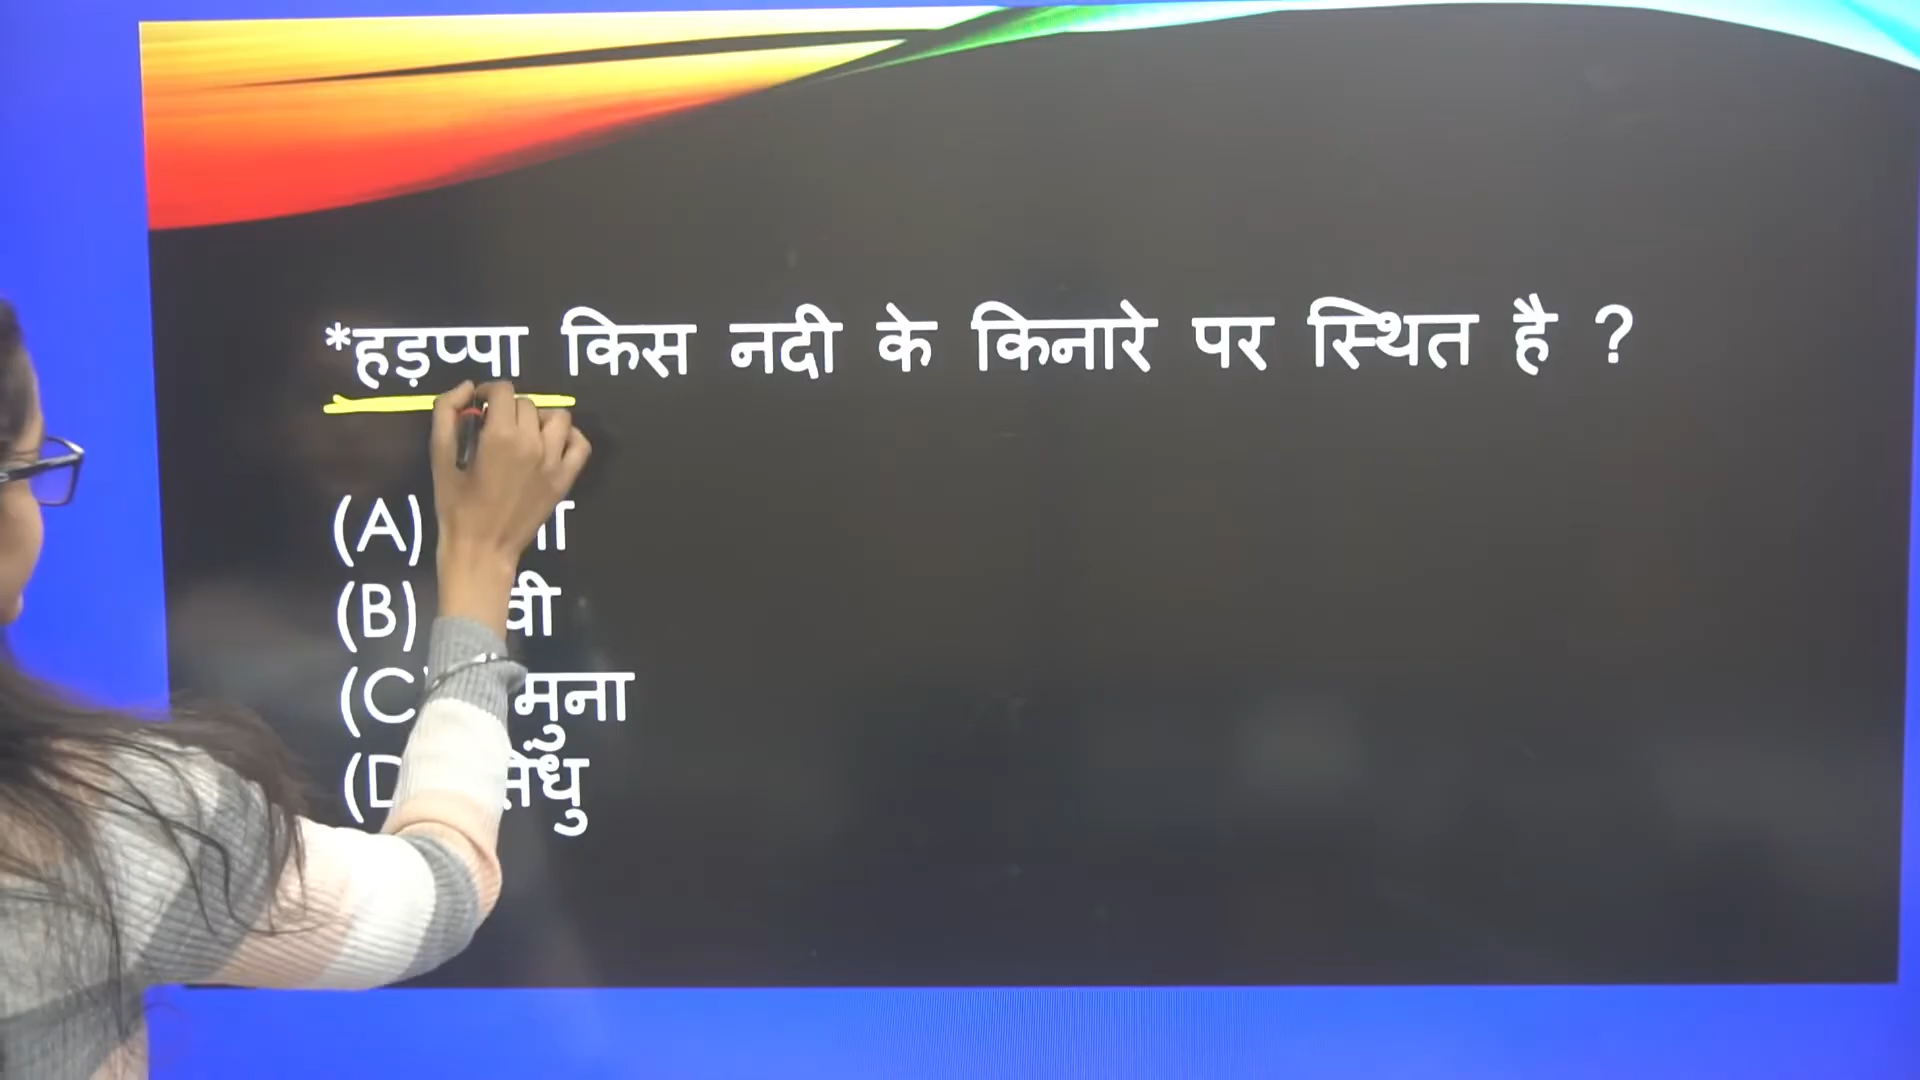 *हड़प्पा किस नदी के किनारे पर स्थित है ?
(A)
(B)
(C)
(D